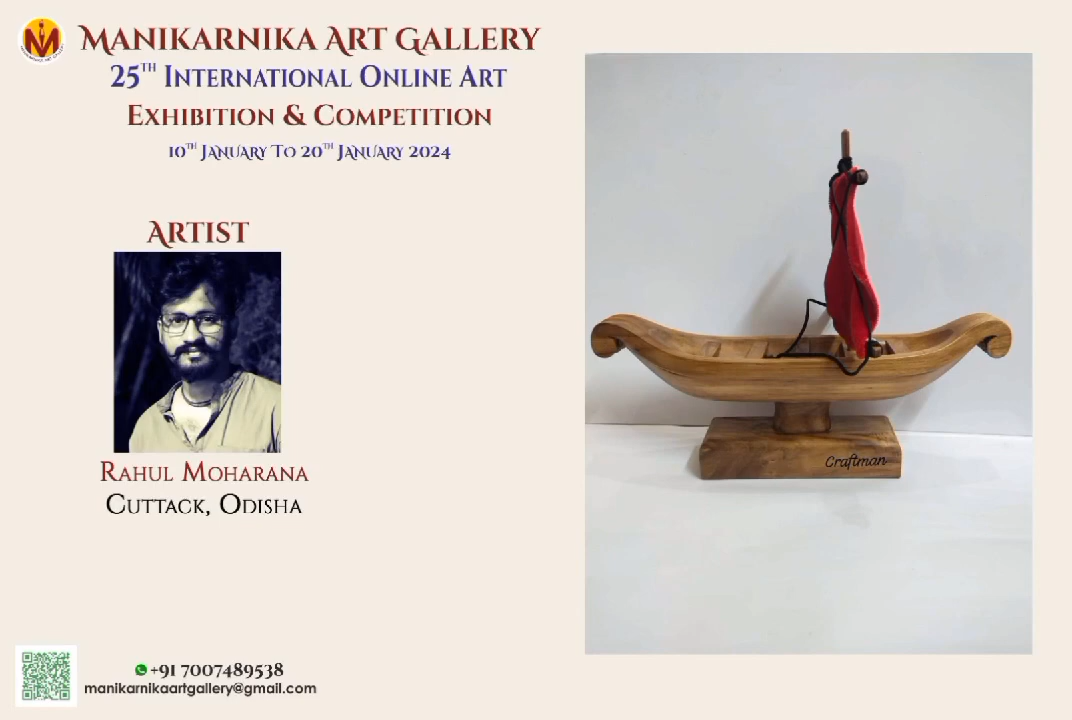 MANIKARNIKA ART GALLERY
25TH INTERNATIONAL ONLINE ART
EXHIBITION & COMPETITION
10TH JANUARY TO 20TH JANUARY 2024
ARTIST
RAHUL MOHARANA
CUTTACK, ODISHA
Craftman
+91 7007489538
manikarnikaartgallery@gmail.com